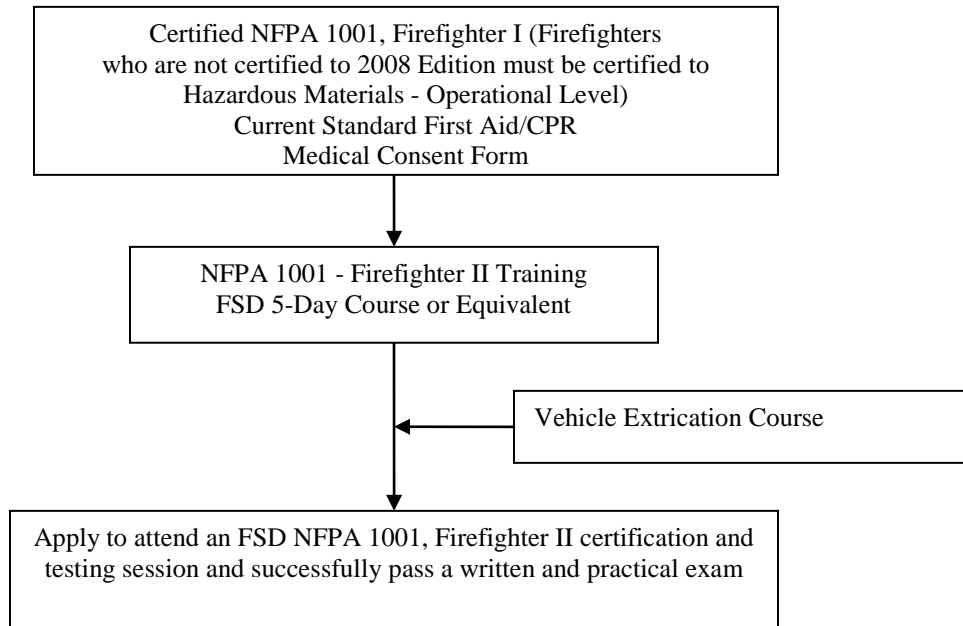 Certified NFPA 1001, Firefighter I (Firefighters
who are not certified to 2008 Edition must be certified to
Hazardous Materials - Operational Level)
Current Standard First Aid/CPR
Medical Consent Form
NFPA 1001 - Firefighter II Training
FSD 5-Day Course or Equivalent
Vehicle Extrication Course
Apply to attend an FSD NFPA 1001, Firefighter II certification and
testing session and successfully pass a written and practical exam